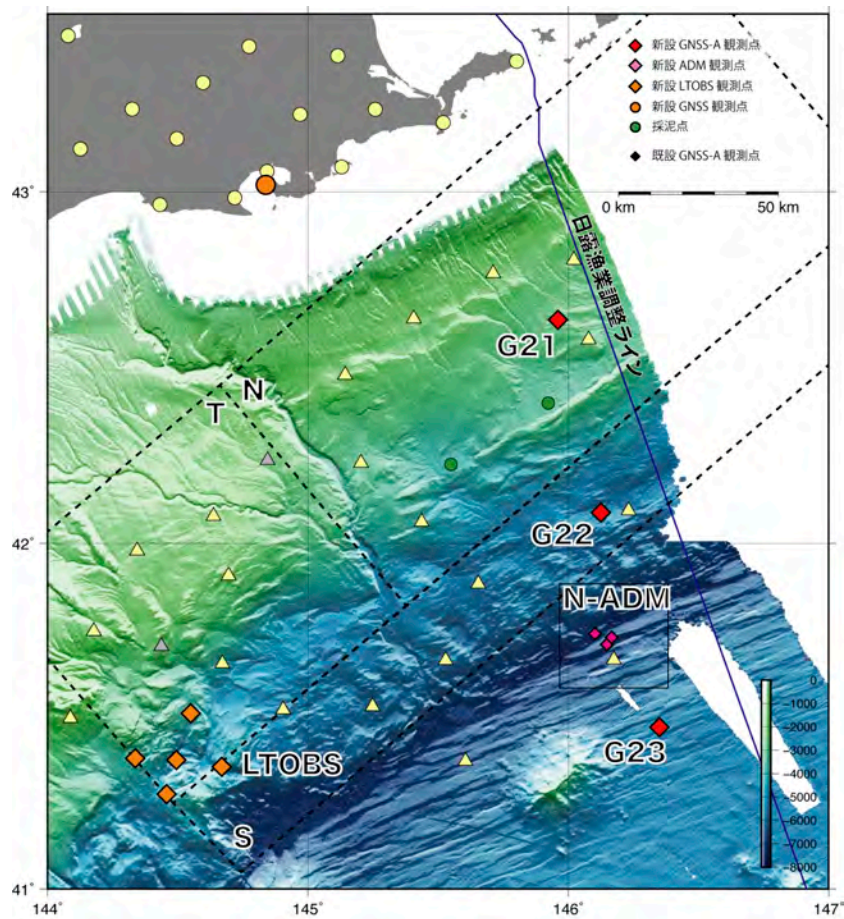 新設 GNSS-A 観測点
新設 ADM 観測点
新設 LTOBS 観測点
新設 GNSS 観測点
採泥点
既設 GNSS-A 観測点
43°
0 km 50 km
日露漁業調整ライン
G21
N
T
42°
G22
N-ADM
G23
LTOBS
S
0
−1000
−2000
−3000
−4000
−5000
−6000
−7000
−8000
41°
144° 145° 146° 147°